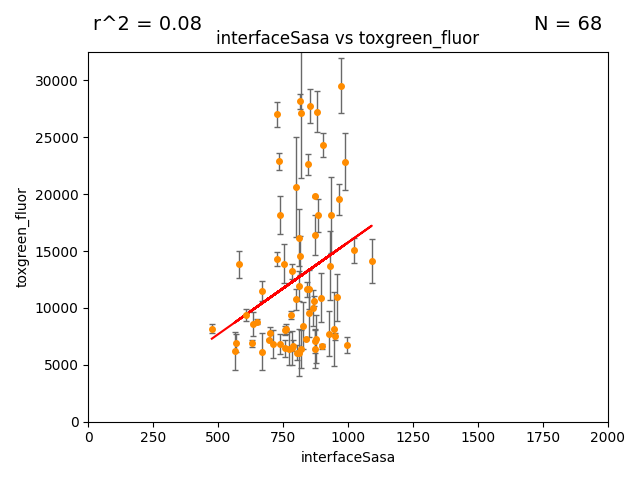 r^2 = 0.08
N = 68
interfaceSasa vs toxgreen_fluor
30000
25000
20000
15000
10000
5000
0
toxgreen_fluor
0 250 500 750 1000 1250 1500 1750 2000
interfaceSasa